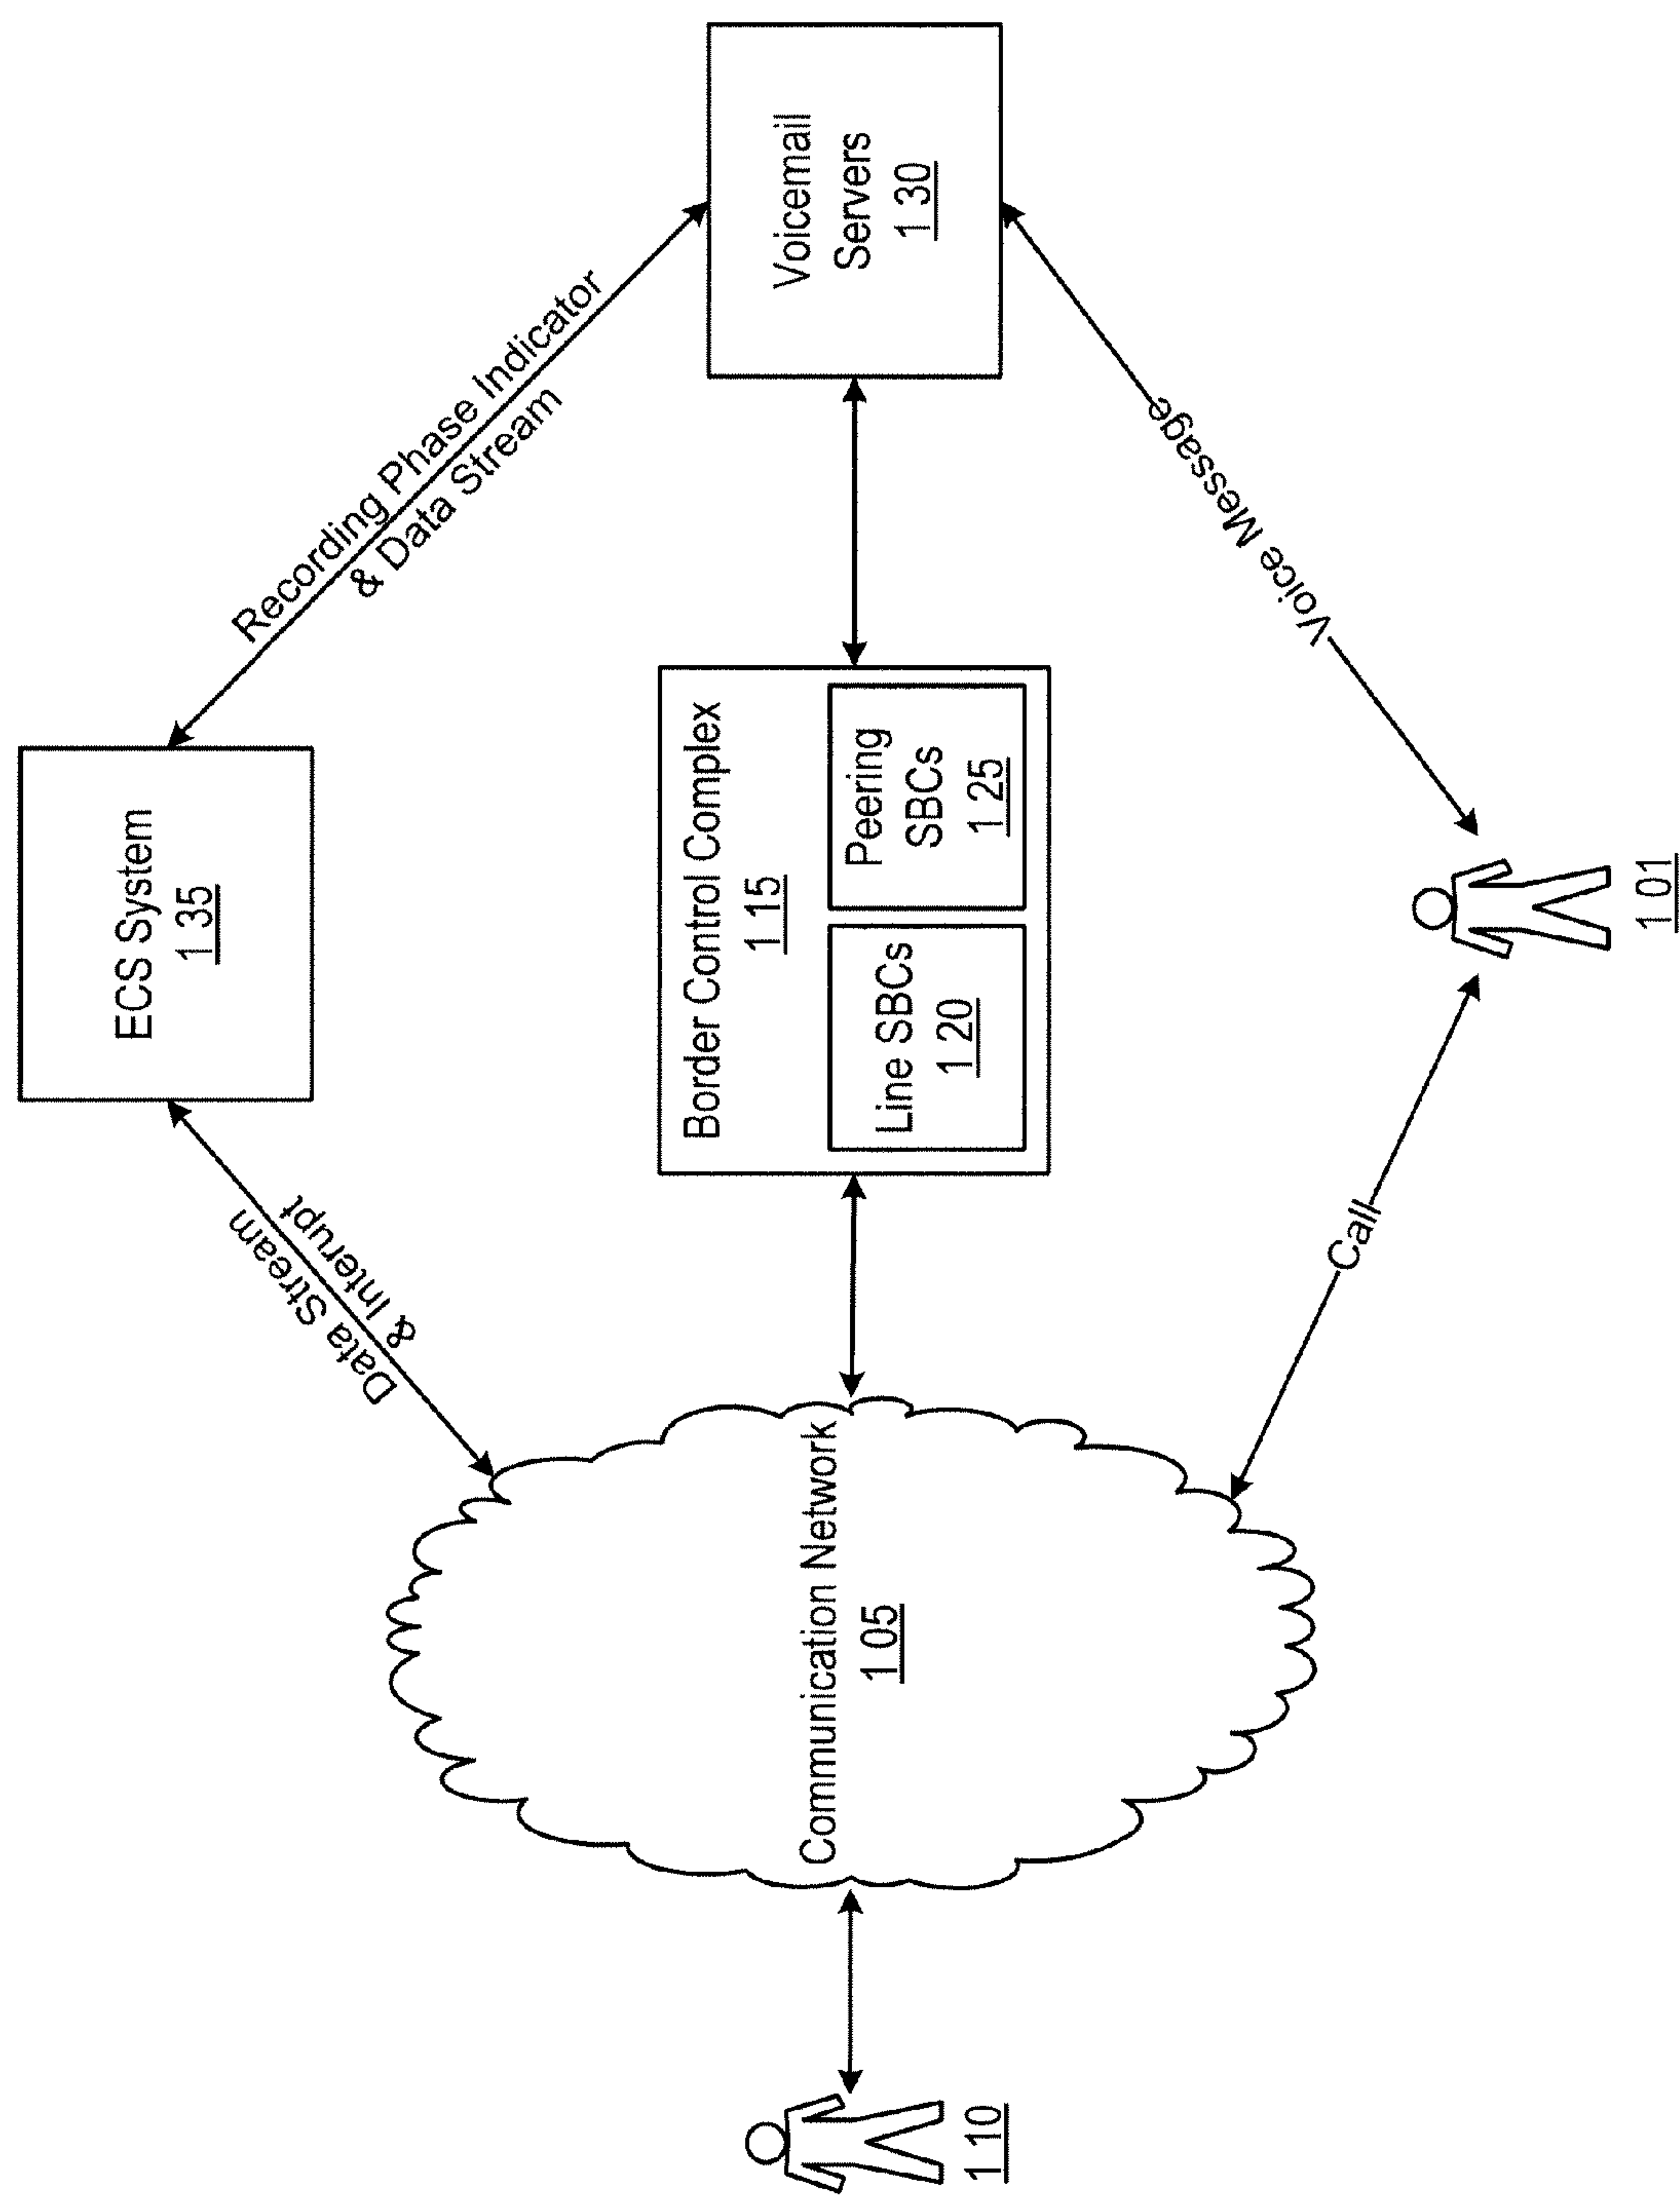 ECS System
135
Data Stream
& Interupt
Recording Phase Indicator
& Data Stream
Communication Network
105
Border Control Complex
115
Line SBCs
120
Peering
SBCs
125
Voicemail
Servers
130
110
Call
Voice Message
101